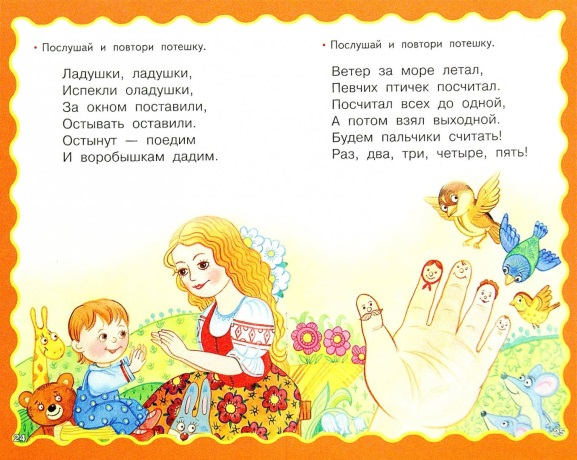 • Послушай и повтори потешку.
Ладушки, ладушки,
Испекли оладушки,
За окном поставили,
Остывать оставили.
Остынут — поедим
И воробышкам дадим.
• Послушай и повтори потешку.
Ветер за море летал,
Певчих птичек посчитал.
Посчитал всех до одной,
А потом взял выходной.
Будем пальчики считать!
Раз, два, три, четыре, пять!
24